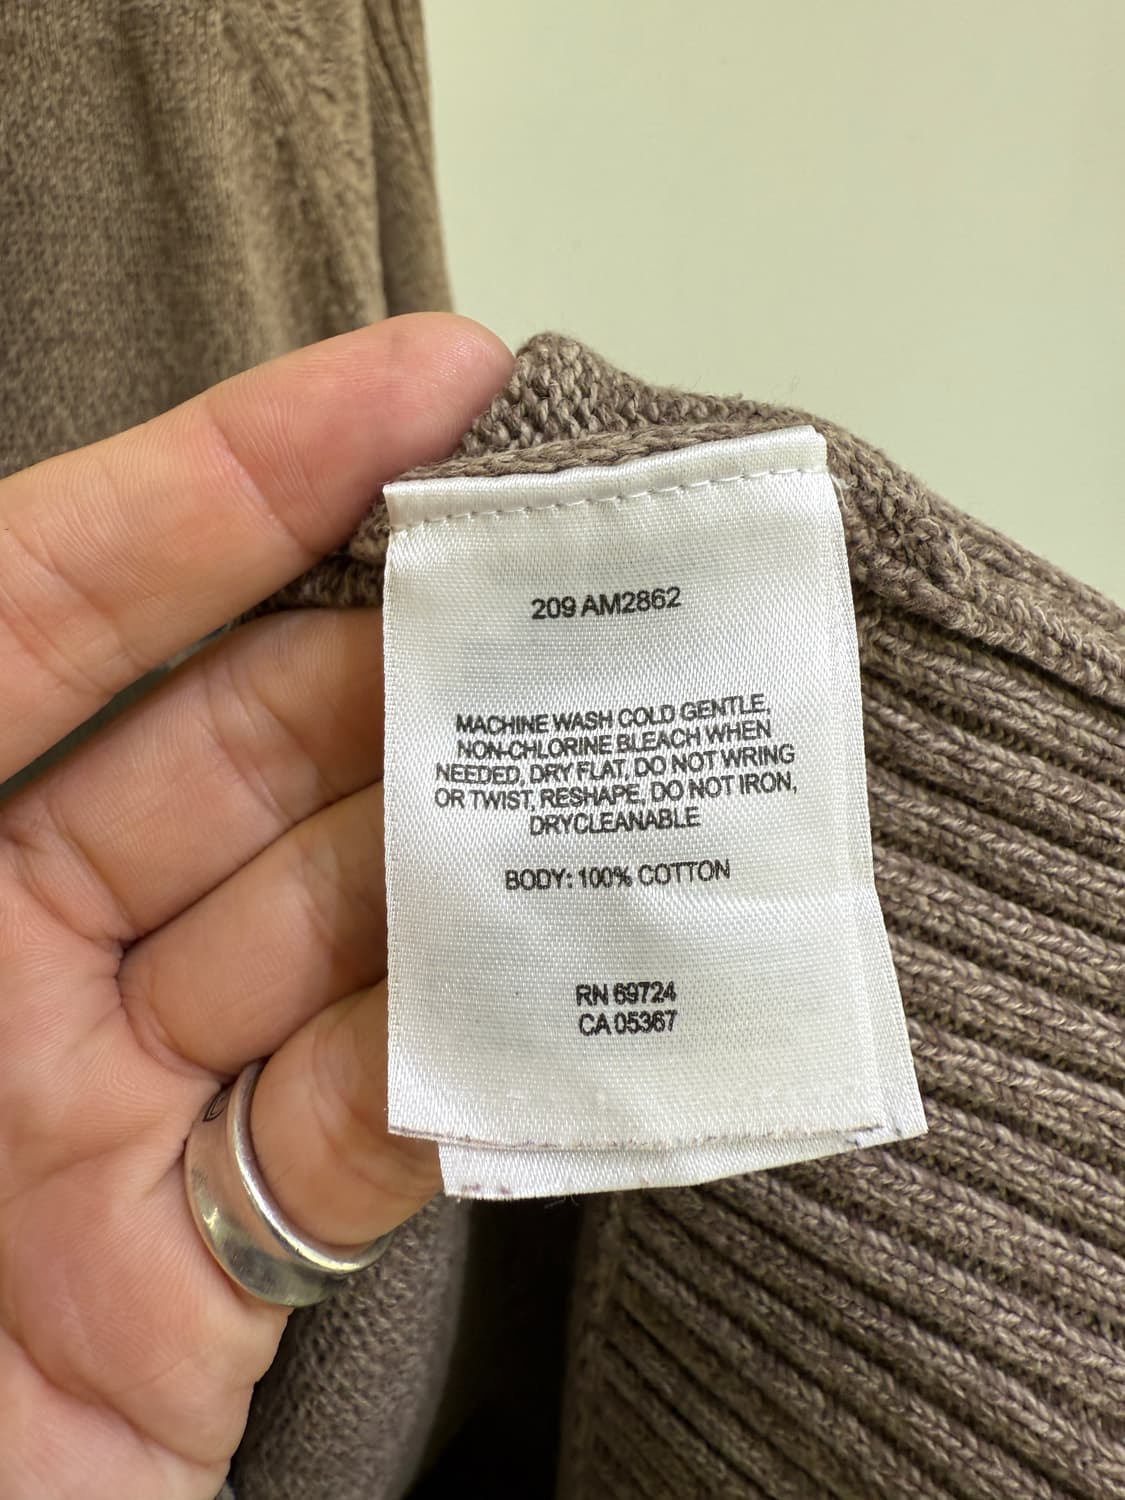 209 AM2862
MACHINE WASH COLD GENTLE,
NON-CHLORINE BLEACH WHEN
NEEDED, DRY FLAT, DO NOT WRING
OR TWIST, RESHAPE, DO NOT IRON,
DRYCLEANABLE
BODY: 100% COTTON
RN 69724
CA 05367